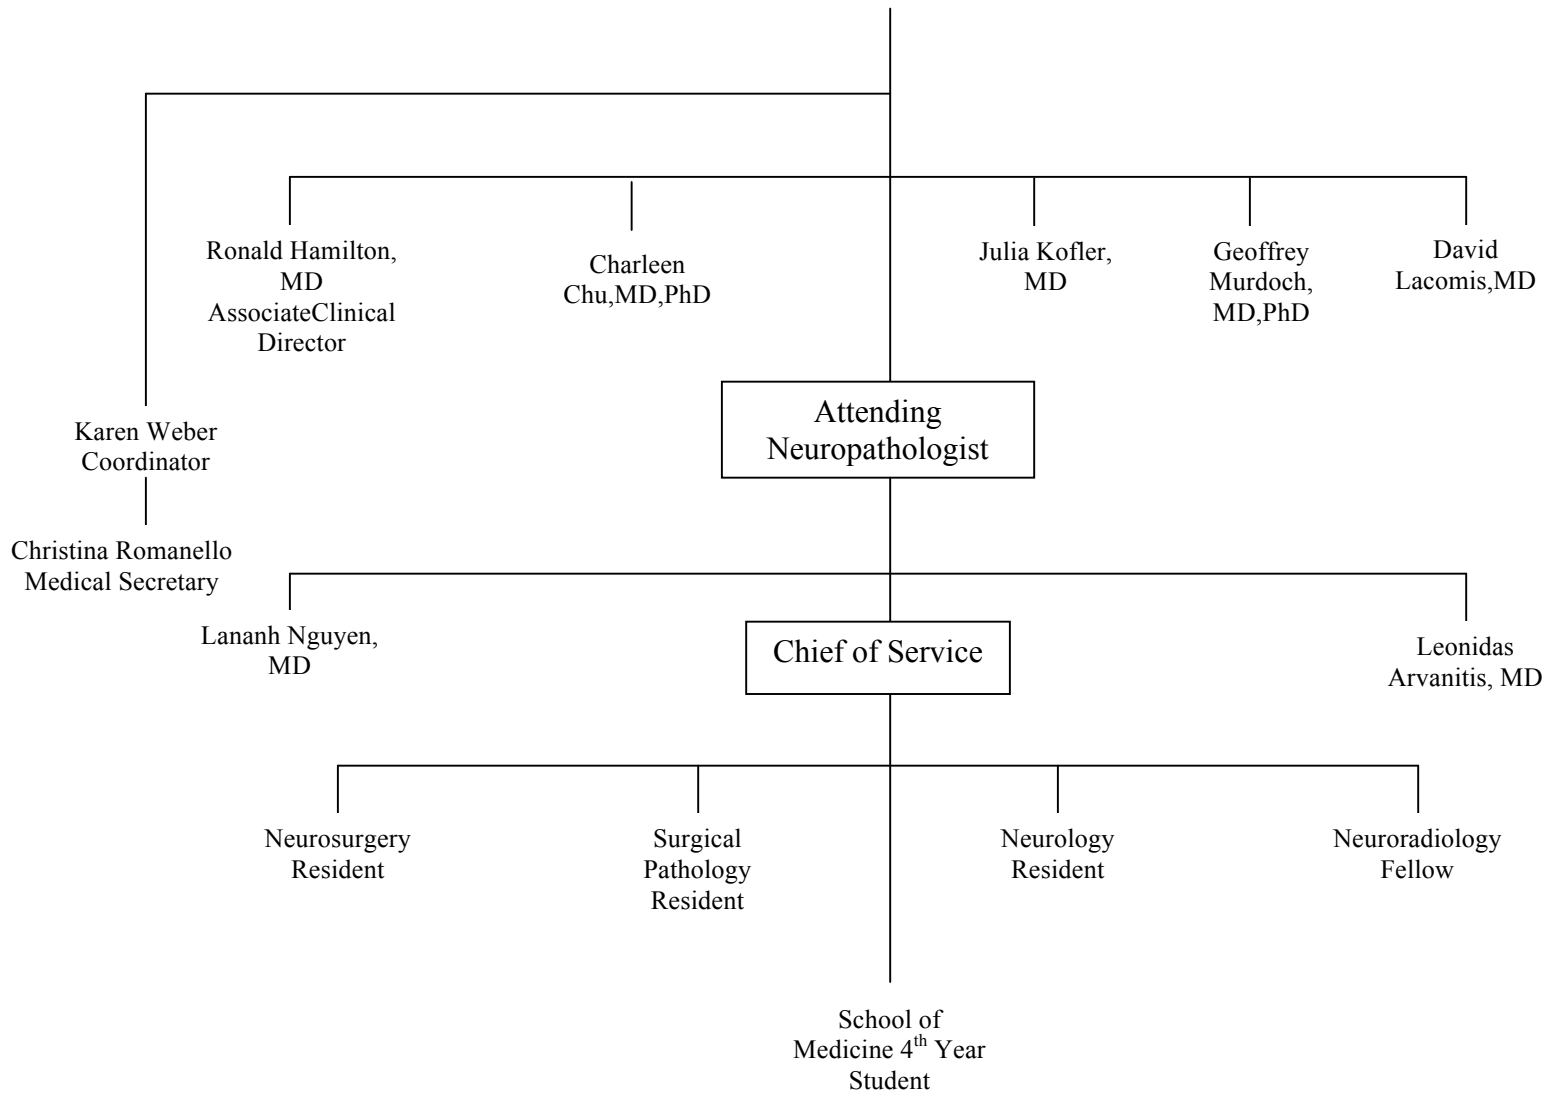 Ronald Hamilton,
MD
AssociateClinical
Director
Charleen
Chu,MD,PhD
Julia Kofler,
MD
Geoffrey
Murdoch,
MD,PhD
David
Lacomis,MD
Attending
Neuropathologist
Karen Weber
Coordinator
Christina Romanello
Medical Secretary
Lananh Nguyen,
MD
Chief of Service
Leonidas
Arvanitis, MD
Neurosurgery
Resident
Surgical
Pathology
Resident
Neurology
Resident
Neuroradiology
Fellow
School of
Medicine 4th Year
Student